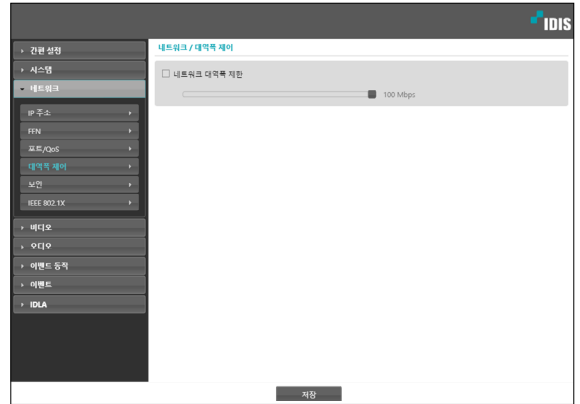 IDIS
간편 설정
시스템
네트워크
IP 주소
FEN
포트/QoS
대역폭 제어
보안
IEEE 802.1X
비디오
오디오
이벤트 동작
이벤트
IDLA
네트워크 / 대역폭 제어
네트워크 대역폭 제한
100 Mbps
저장